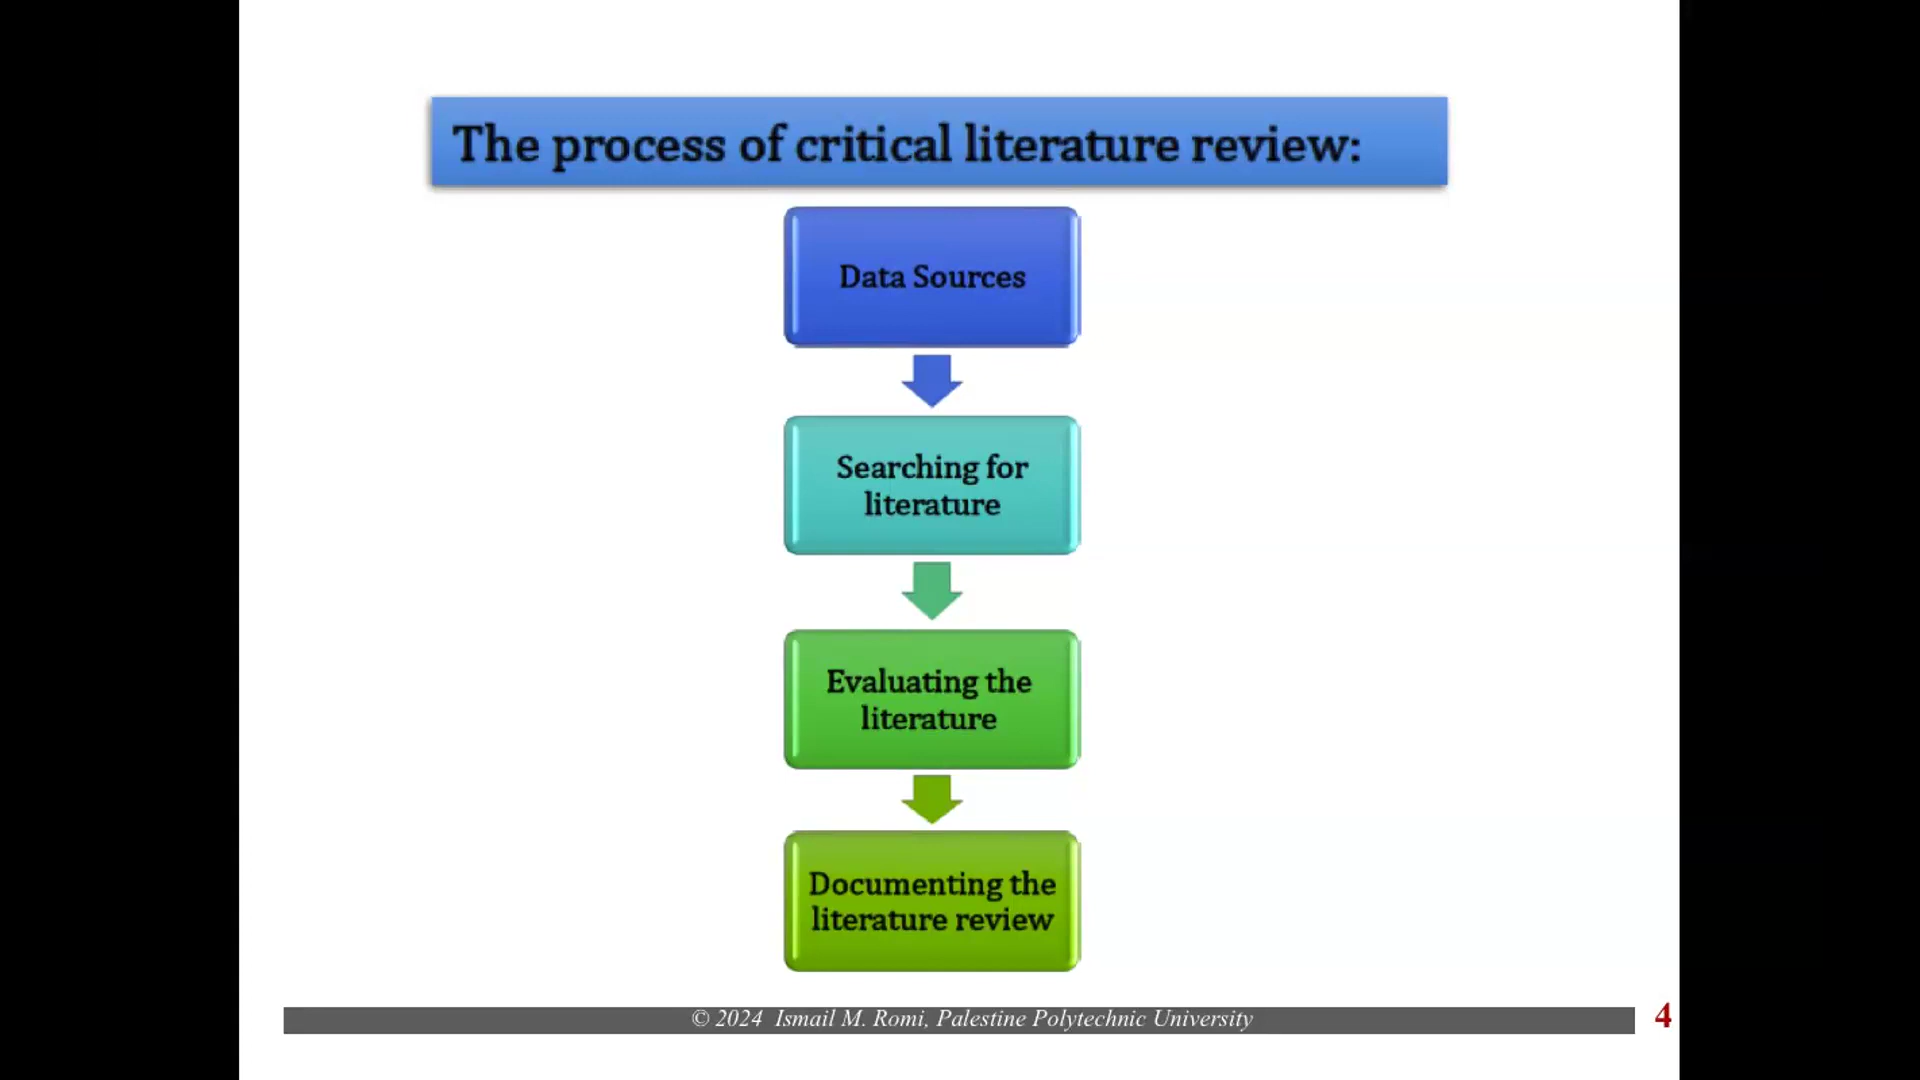 The process of critical literature review:
Data Sources
Searching for
literature
Evaluating the
literature
Documenting the
literature review
© 2024 Ismail M. Romi, Palestine Polytechnic University
4